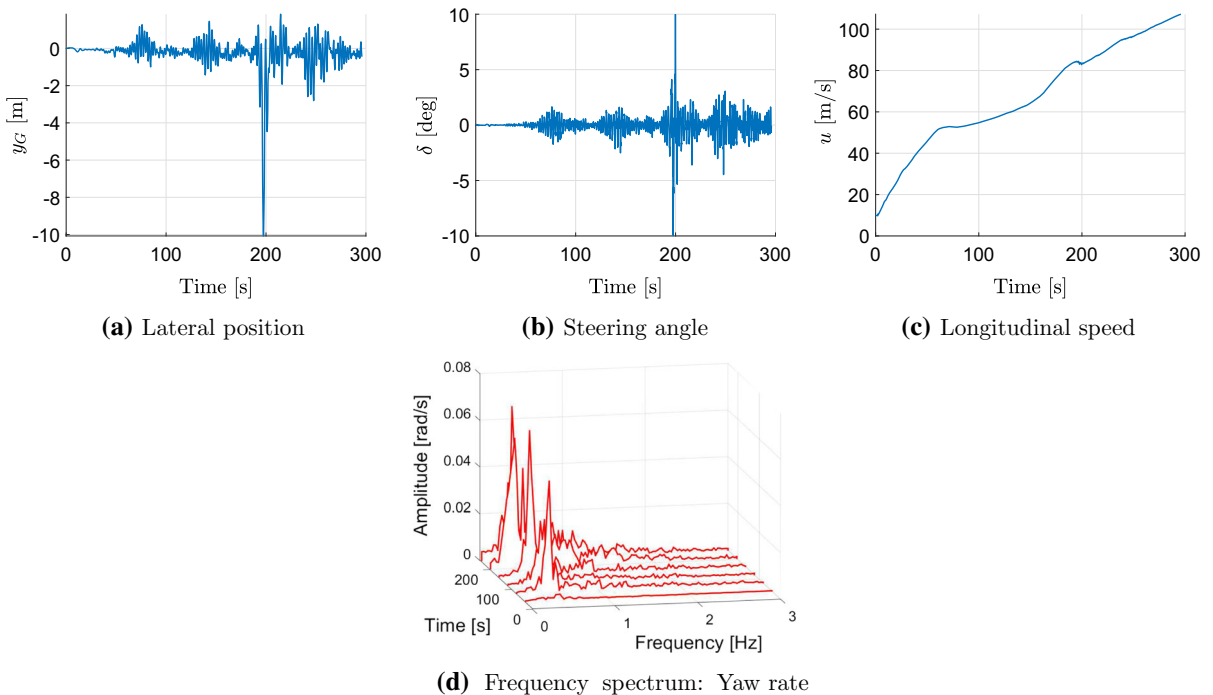 0
-2
-4
-6
-8
-10
y_G [m]
0 100 200 300
Time [s]
(a) Lateral position
10
5
0
-5
-10
δ [deg]
0 100 200 300
Time [s]
(b) Steering angle
100
80
60
40
20
0
u [m/s]
0 100 200 300
Time [s]
(c) Longitudinal speed
0.08
0.06
0.04
0.02
0
Amplitude [rad/s]
200
100
0
Time [s]
0 1 2 3
Frequency [Hz]
(d) Frequency spectrum: Yaw rate